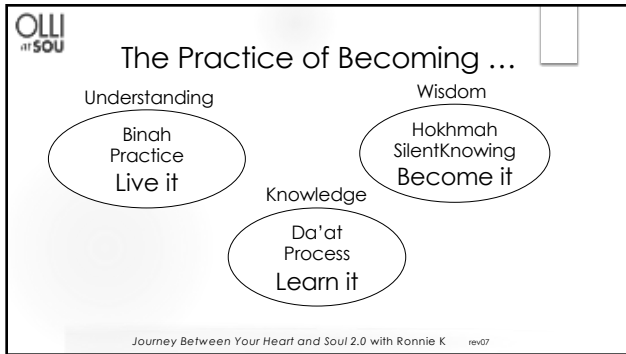 OLLI
at SOU
The Practice of Becoming …
Understanding
Binah
Practice
Live it
Wisdom
Hokhmah
SilentKnowing
Become it
Knowledge
Da’at
Process
Learn it
Journey Between Your Heart and Soul 2.0 with Ronnie K rev07